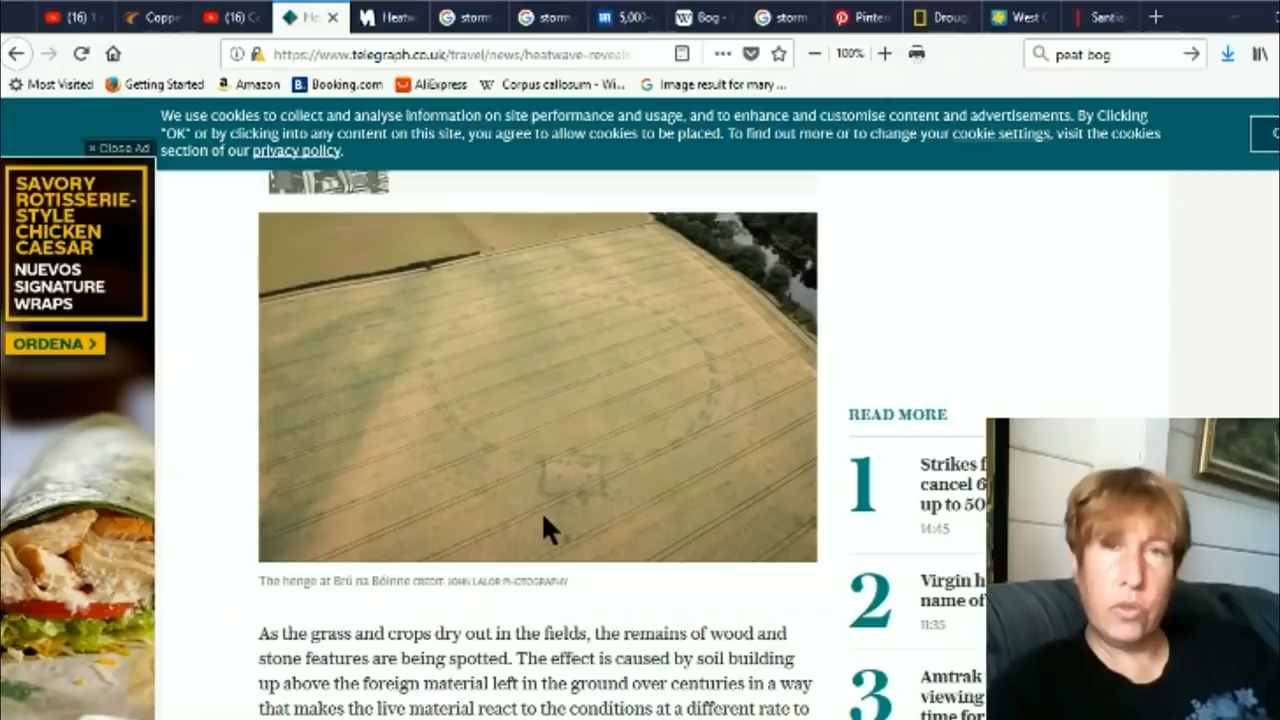 (16)
Coppe
(16) C
Ho
Heatw
storm
storm
5,000-
Bog -
storm
Pinter
Droug
West C
Santia
https://www.telegraph.co.uk/travel/news/heatwave-reveals
100%
peat bog
Most Visited
Getting Started
Amazon
Booking.com
AliExpress
Corpus callosum - Wi...
Image result for mary ...
We use cookies to collect and analyse information on site performance and usage, and to enhance and customise content and advertisements. By Clicking
"OK" or by clicking into any content on this site, you agree to allow cookies to be placed. To find out more or to change your cookie settings, visit the cookies
section of our privacy policy.
× Close Ad
SAVORY
ROTISSERIE-
STYLE
CHICKEN
CAESAR
NUEVOS
SIGNATURE
WRAPS
ORDENA >
The henge at Brú na Bóinne CREDIT: JOHN LALOR PHOTOGRAPHY
As the grass and crops dry out in the fields, the remains of wood and
stone features are being spotted. The effect is caused by soil building
up above the foreign material left in the ground over centuries in a way
that makes the live material react to the conditions at a different rate to
READ MORE
1
Strikes f
cancel 6
up to 50
14:45
2
Virgin h
name of
11:35
3
Amtrak
viewing
time for